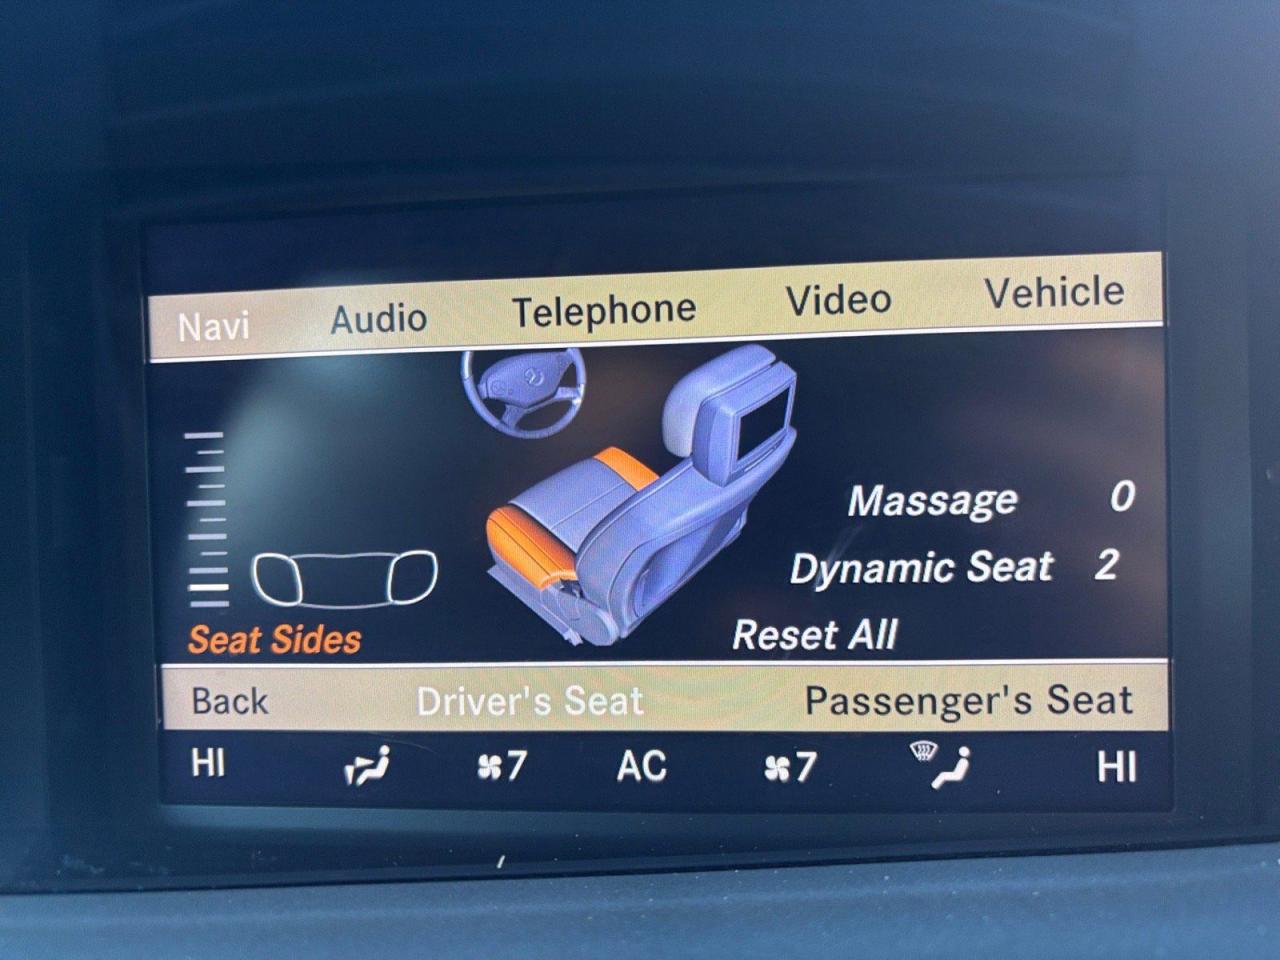 Navi Audio Telephone Video Vehicle
Massage 0
Dynamic Seat 2
Seat Sides
Reset All
Back Driver's Seat Passenger's Seat
HI 7 AC 7 HI